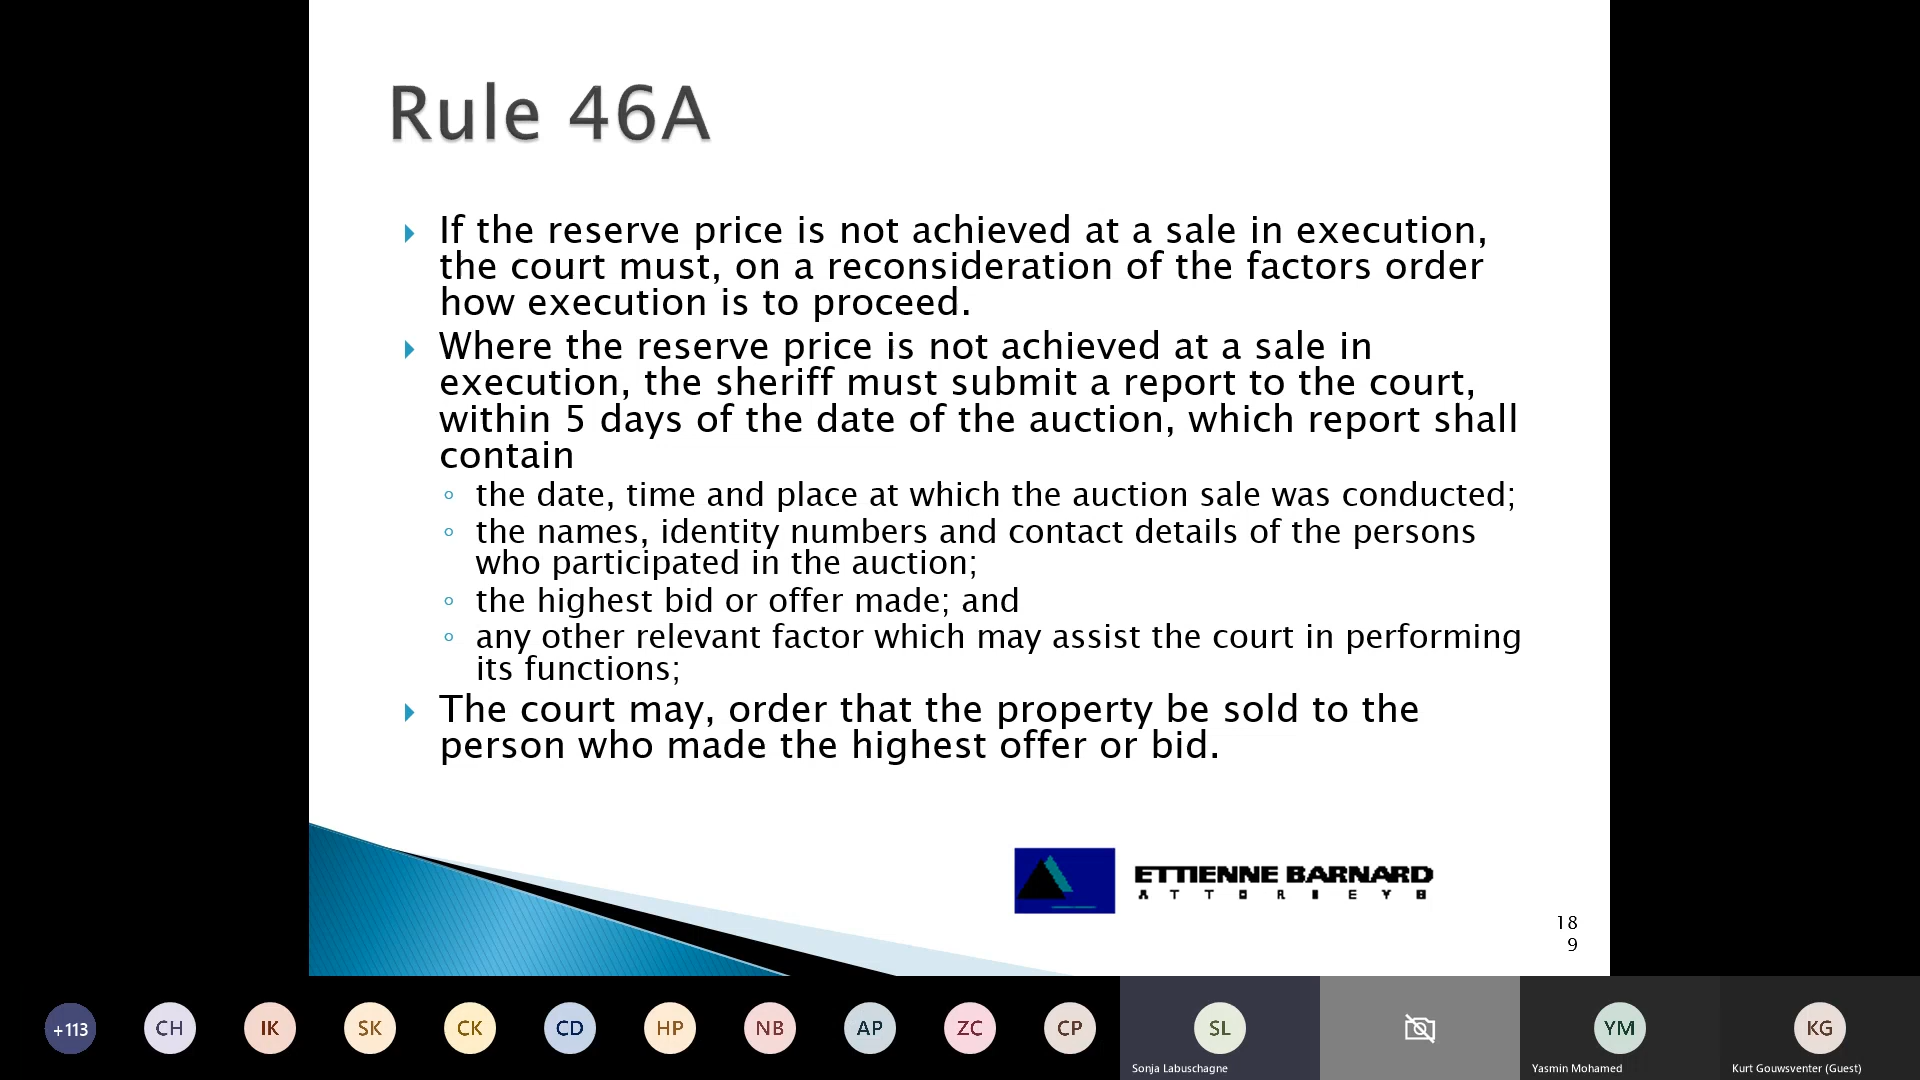 Rule 46A
If the reserve price is not achieved at a sale in execution,
the court must, on a reconsideration of the factors order
how execution is to proceed.
Where the reserve price is not achieved at a sale in
execution, the sheriff must submit a report to the court,
within 5 days of the date of the auction, which report shall
contain
the date, time and place at which the auction sale was conducted;
the names, identity numbers and contact details of the persons
who participated in the auction;
the highest bid or offer made; and
any other relevant factor which may assist the court in performing
its functions;
The court may, order that the property be sold to the
person who made the highest offer or bid.
ETTIENNE BARNARD
ATTORNEYS
18
9
+113
CH
IK
SK
CK
CD
HP
NB
AP
ZC
CP
SL
YM
KG
Sonja Labuschagne
Yasmin Mohamed
Kurt Gouwsventer (Guest)